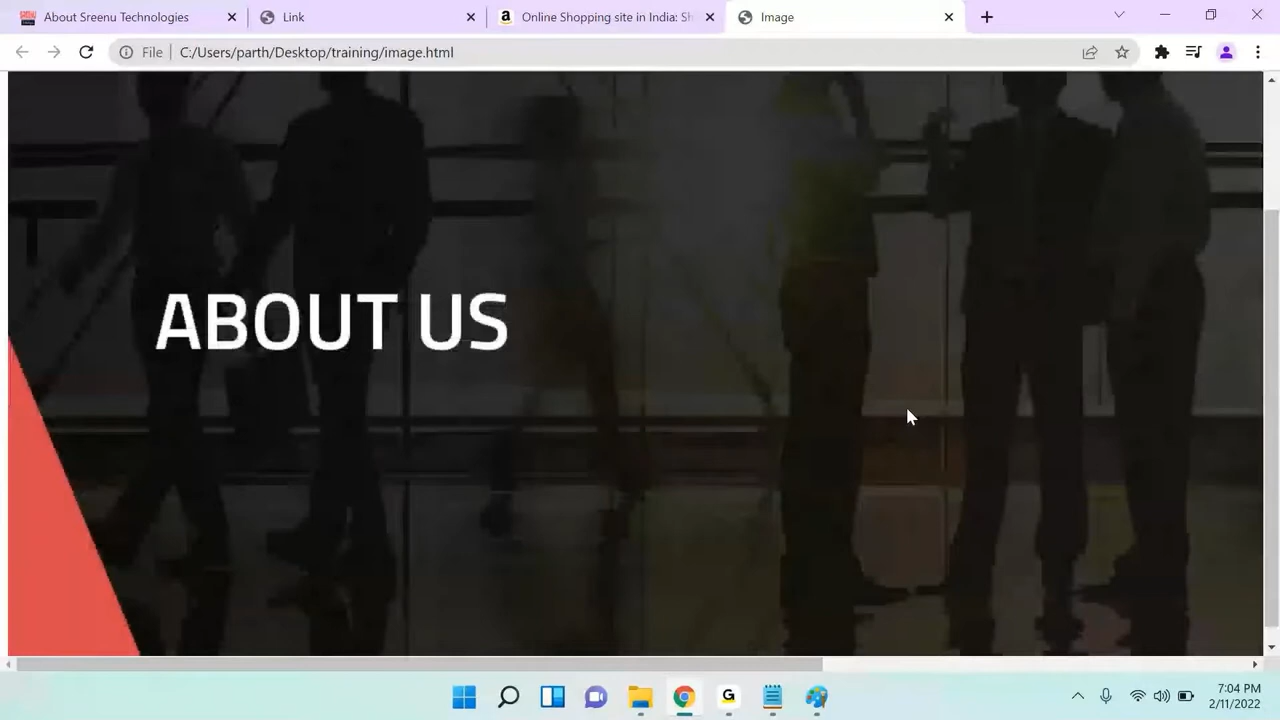 About Sreenu Technologies
Link
Online Shopping site in India: Sh
Image
File
C:/Users/parth/Desktop/training/image.html
ABOUT US
7:04 PM
2/11/2022